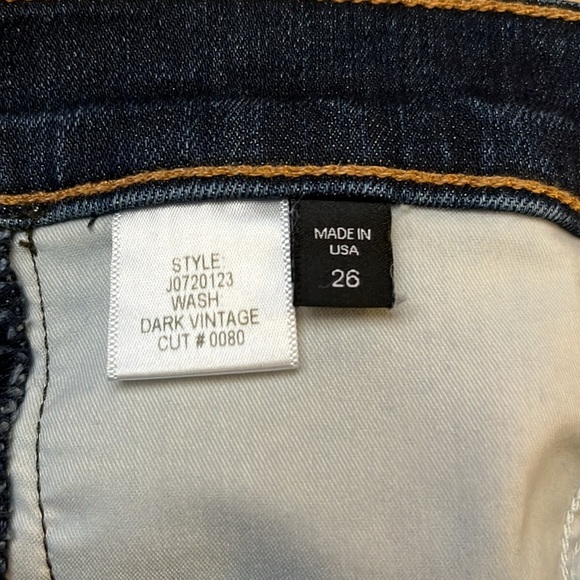 STYLE:
J0720123
WASH
DARK VINTAGE
CUT # 0080
MADE IN
USA
26